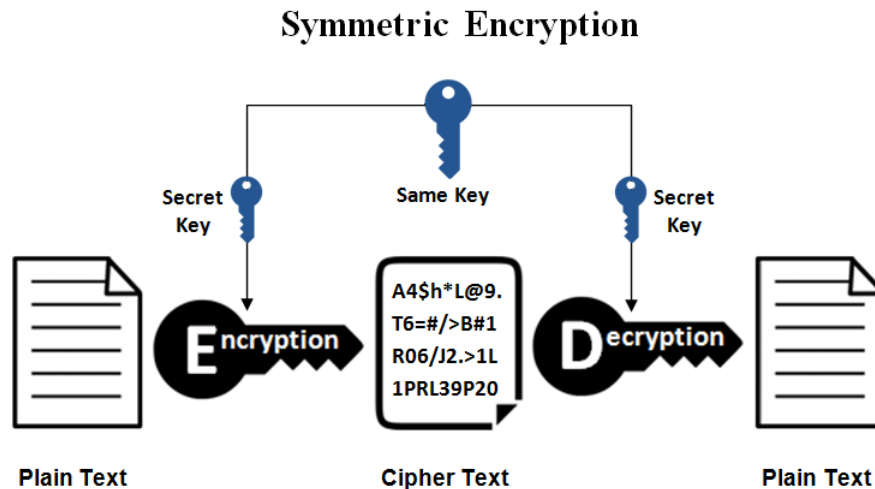 Symmetric Encryption
Secret
Key
Same Key
Secret
Key
Encryption
A4$h*L@9.
T6=#/>B#1
R06/J2.>1L
1PRL39P20
Decryption
Plain Text
Cipher Text
Plain Text